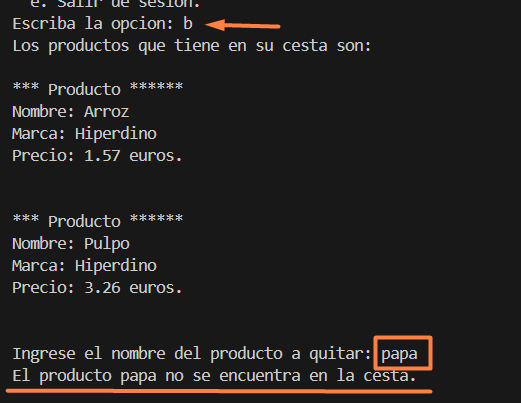 e. Salir de sesion.
Escriba la opcion: b
Los productos que tiene en su cesta son:
*** Producto ******
Nombre: Arroz
Marca: Hiperdino
Precio: 1.57 euros.
*** Producto ******
Nombre: Pulpo
Marca: Hiperdino
Precio: 3.26 euros.
Ingrese el nombre del producto a quitar: papa
El producto papa no se encuentra en la cesta.